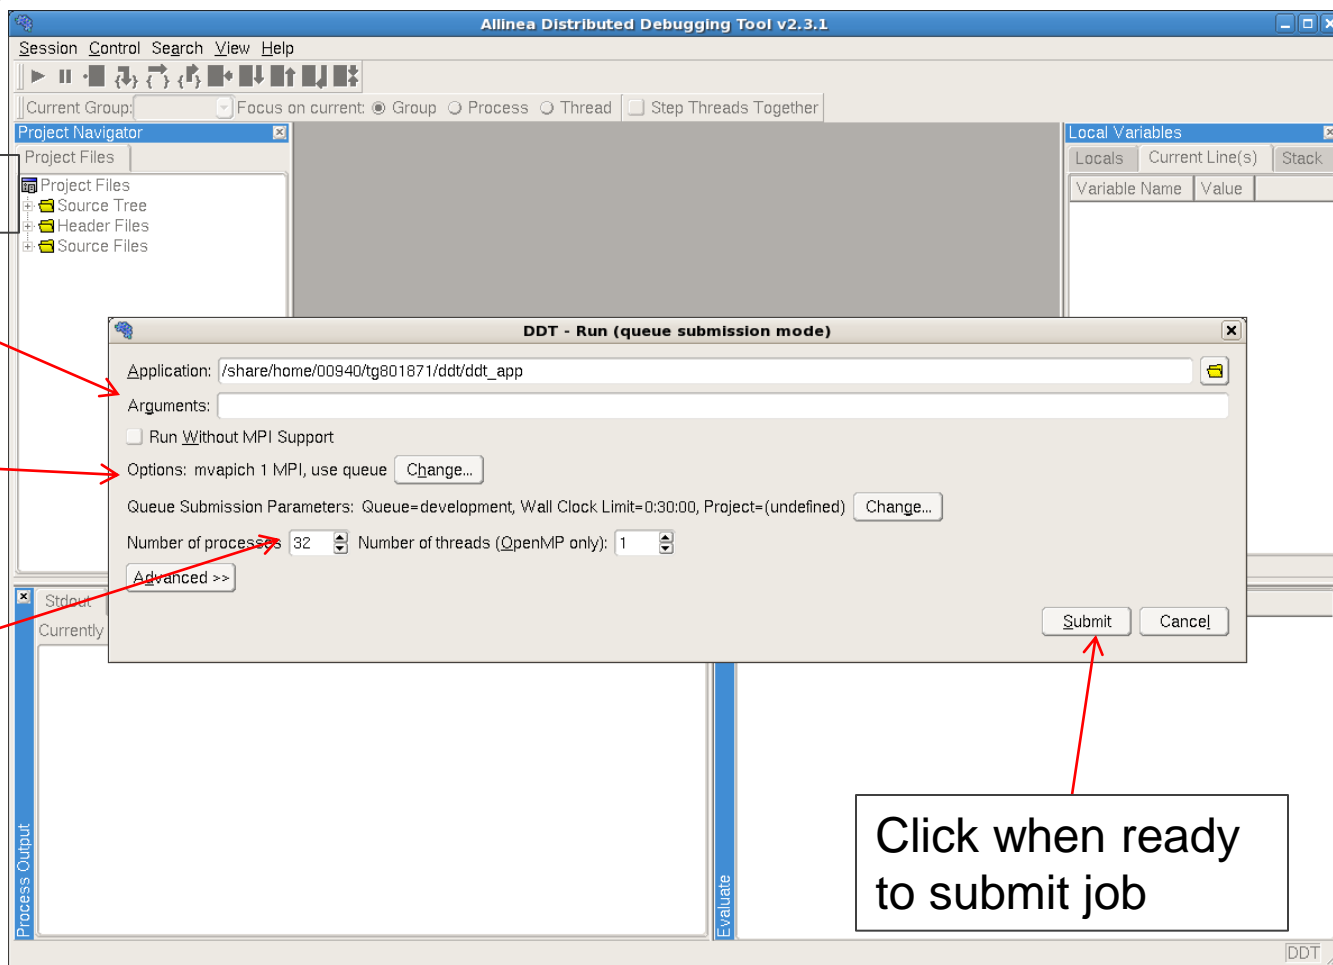 Allinea Distributed Debugging Tool v2.3.1
Session Control Search View Help
Current Group: Focus on current: Group Process Thread Step Threads Together
Project Navigator
Project Files
Project Files
Source Tree
Header Files
Source Files
Local Variables
Locals Current Line(s) Stack
Variable Name Value
DDT - Run (queue submission mode)
Application: /share/home/00940/tg801871/ddt/ddt_app
Arguments:
Run Without MPI Support
Options: mvapich 1 MPI, use queue Change...
Queue Submission Parameters: Queue=development, Wall Clock Limit=0:30:00, Project=(undefined) Change...
Number of processes 32 Number of threads (OpenMP only): 1
Advanced >>
Submit Cancel
Stdout
Currently
Process Output
Evaluate
Click when ready
to submit job
DDT